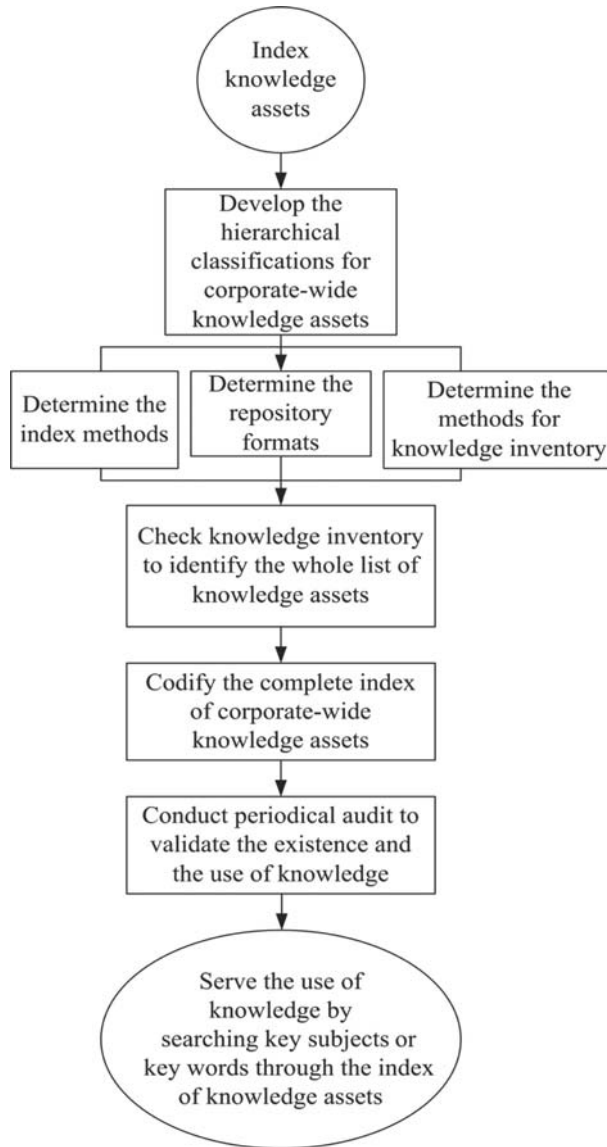 Index
knowledge
assets
Develop the
hierarchical
classifications for
corporate-wide
knowledge assets
Determine the
index methods
Determine the
repository
formats
Determine the
methods for
knowledge inventory
Check knowledge inventory
to identify the whole list of
knowledge assets
Codify the complete index
of corporate-wide
knowledge assets
Conduct periodical audit to
validate the existence and
the use of knowledge
Serve the use of
knowledge by
searching key subjects or
key words through the index
of knowledge assets